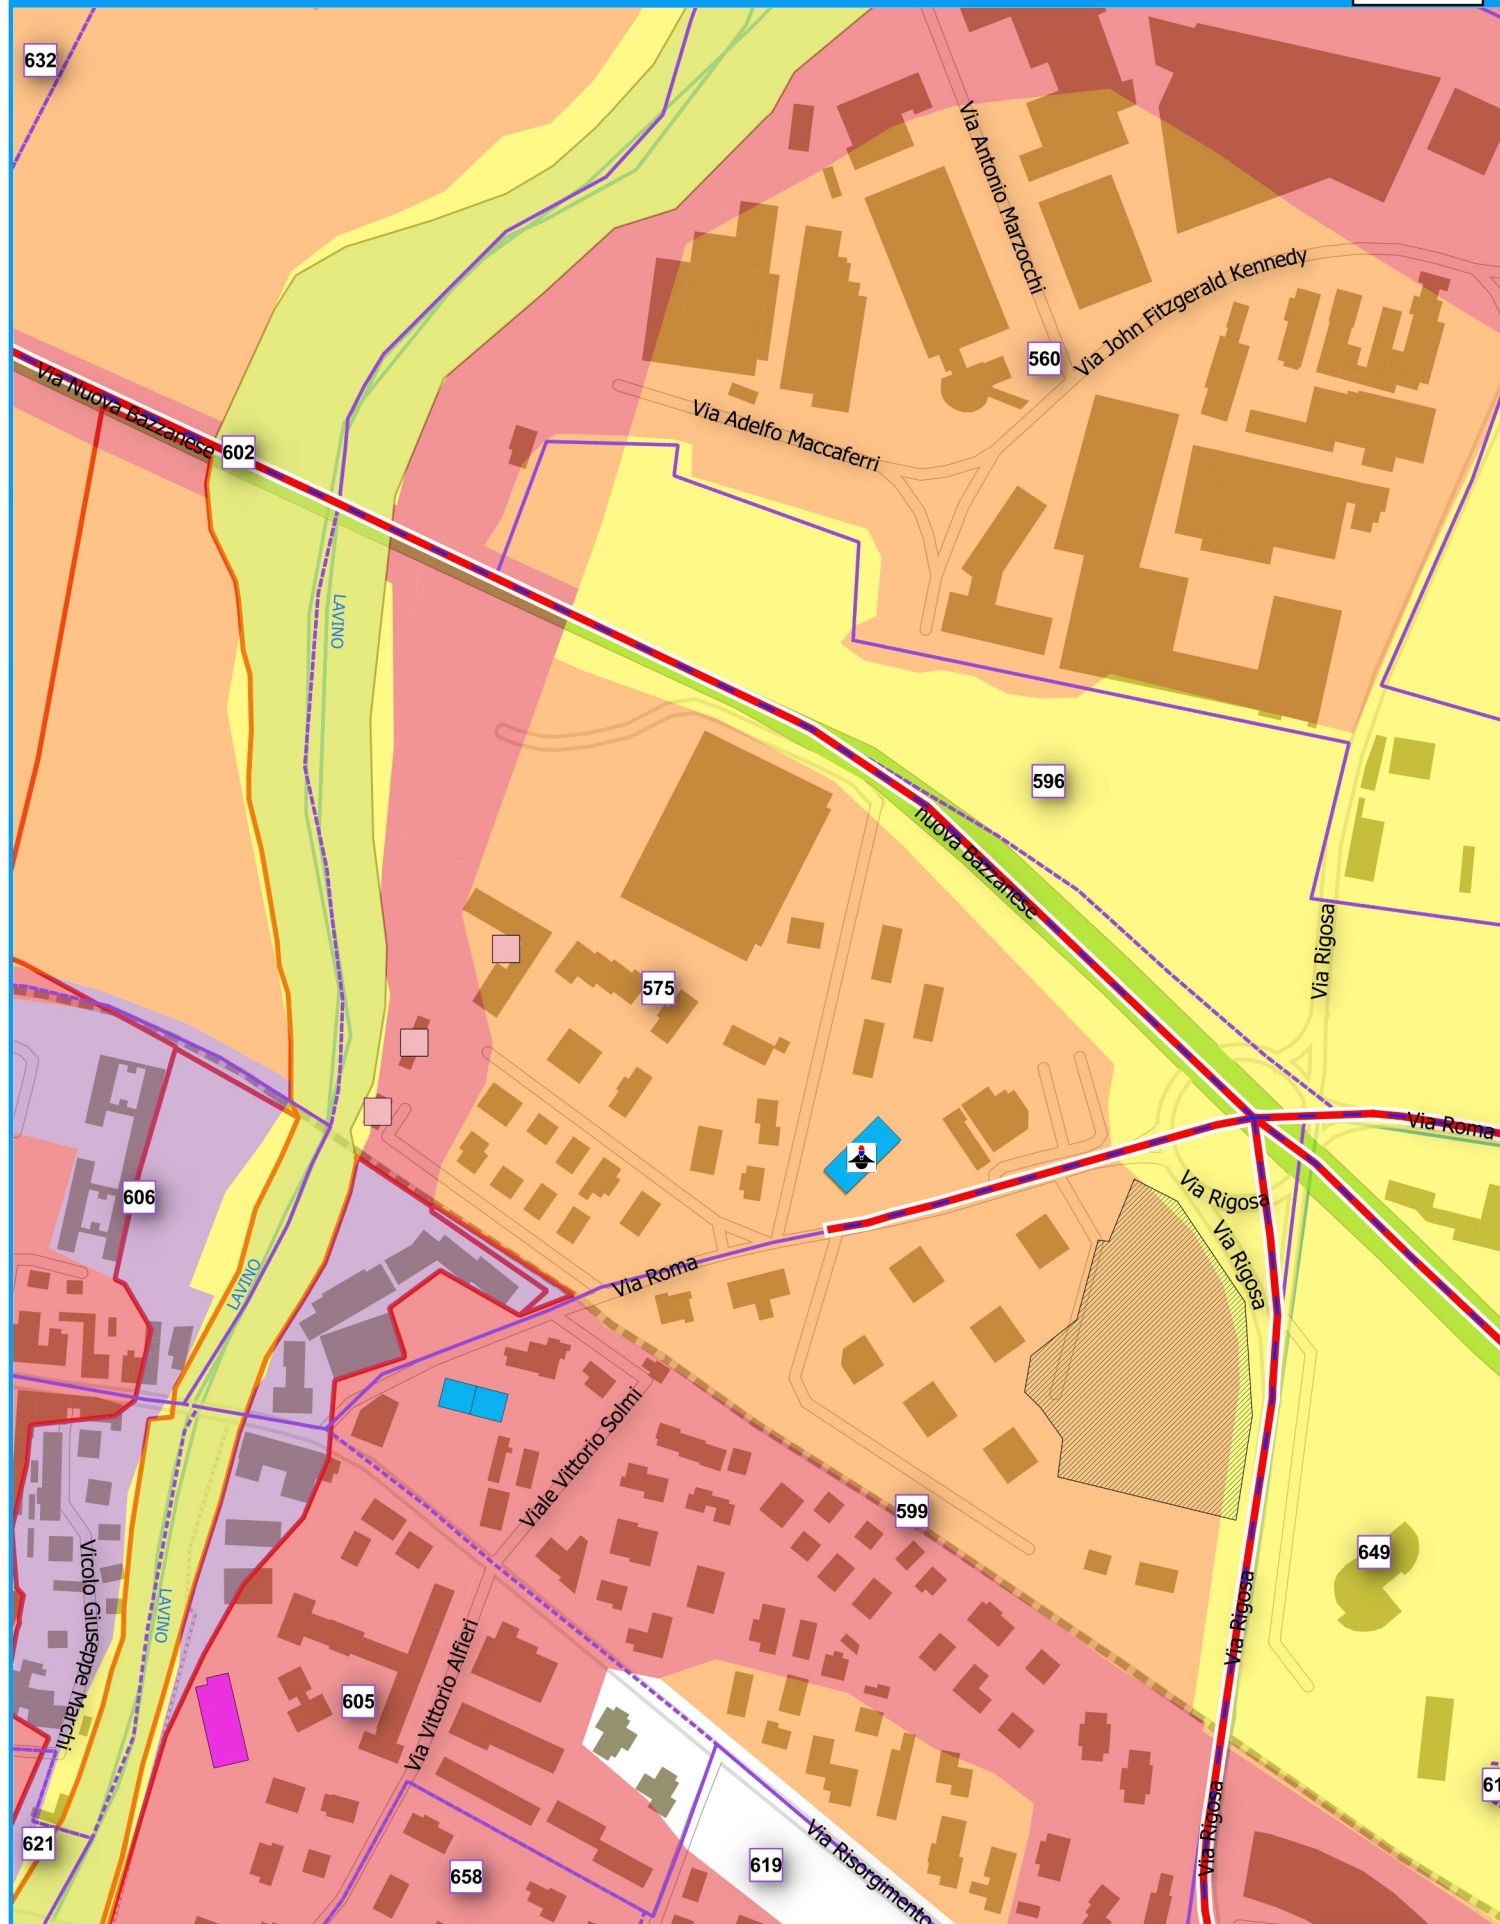 632
Via Antonio Marzocchi
Via John Fitzgerald Kennedy
560
Via Nuova Bazzanese
602
Via Adelfo Maccaferri
LAVINO
596
nuova Bazzanese
Via Rigosa
575
Via Roma
606
Via Rigosa
Via Rigosa
LAVINO
Via Roma
Viale Vittorio Solmi
599
649
Vicolo Giuseppe Marchi
LAVINO
Via Rigosa
Via Vittorio Alfieri
605
61
Via Rigosa
621
658
619
Via Risorgimento